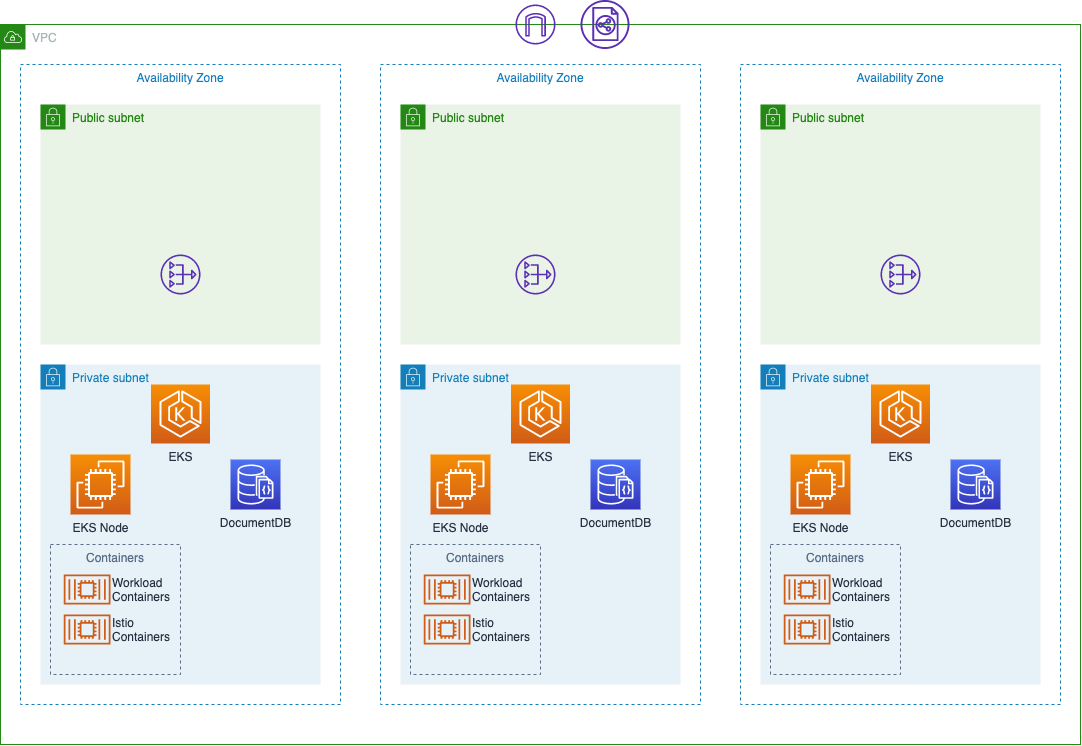 VPC
Availability Zone
Availability Zone
Availability Zone
Public subnet
Public subnet
Public subnet
Private subnet
Private subnet
Private subnet
EKS
EKS
EKS
EKS Node
DocumentDB
EKS Node
DocumentDB
EKS Node
DocumentDB
Containers
Workload
Containers
Istio
Containers
Containers
Workload
Containers
Istio
Containers
Containers
Workload
Containers
Istio
Containers